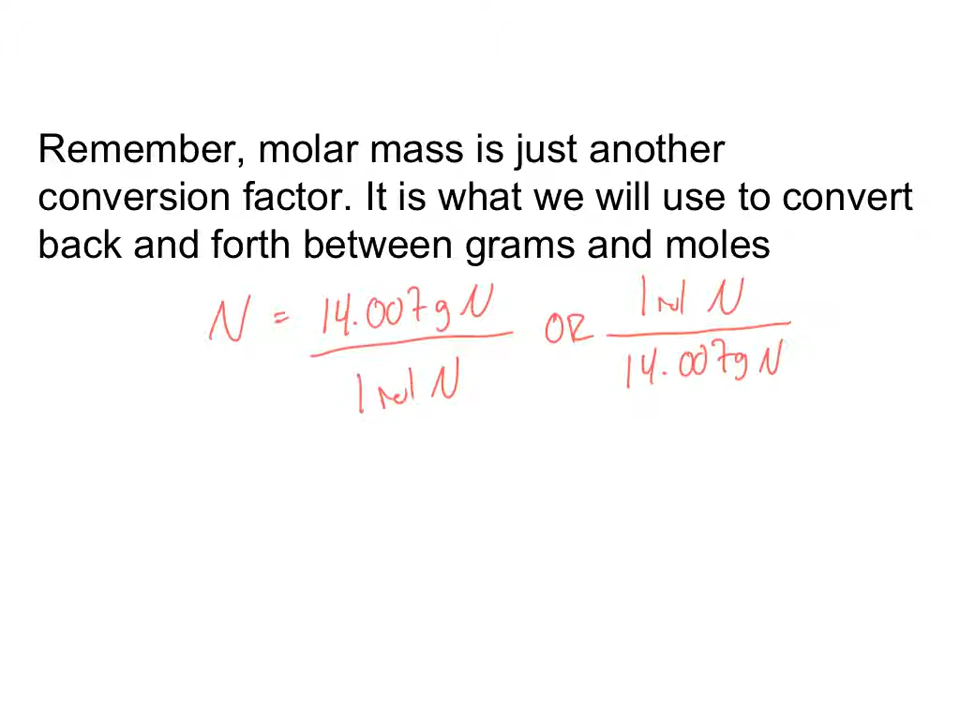 Remember, molar mass is just another
conversion factor. It is what we will use to convert
back and forth between grams and moles
N = 14.007g N / 1 mol N OR 1 mol N / 14.007g N